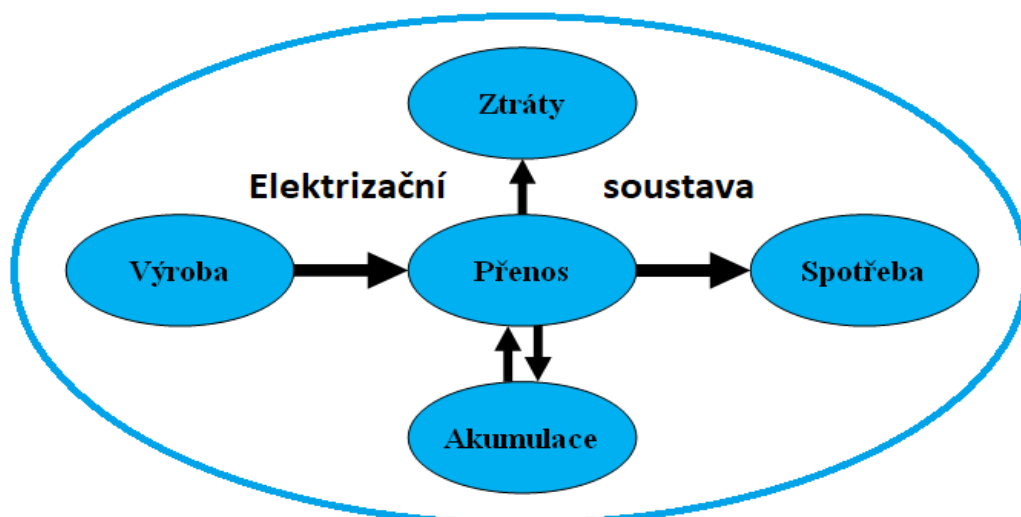 Ztráty
Elektrizační soustava
Výroba
Přenos
Spotřeba
Akumulace